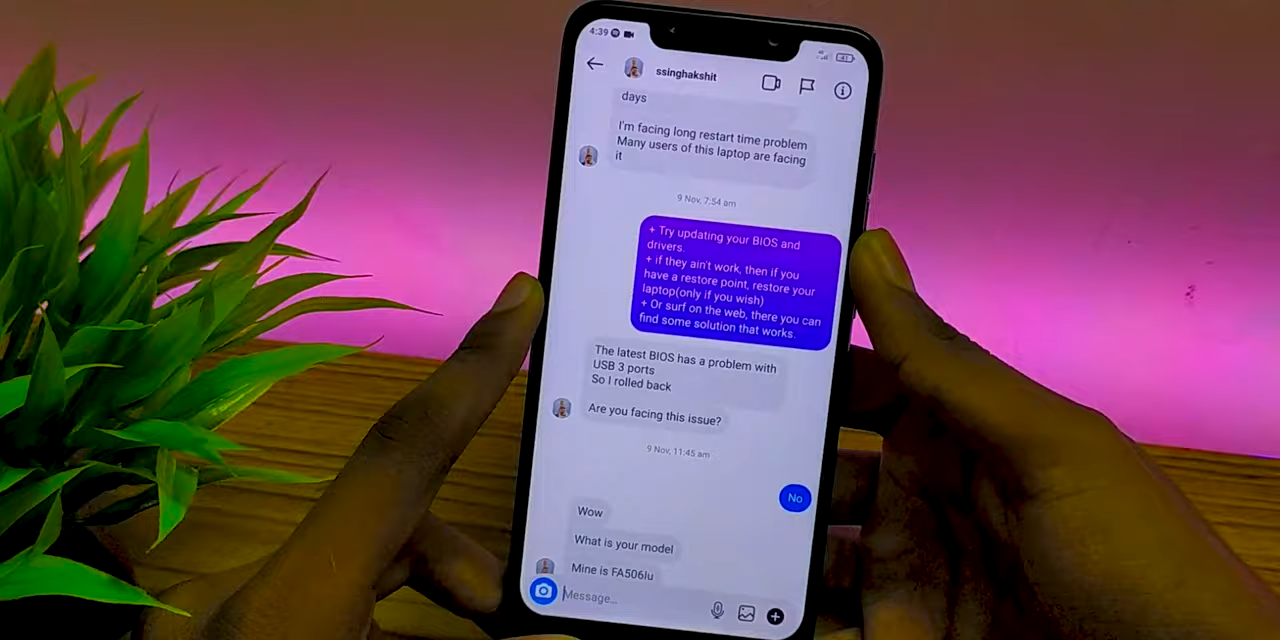 4:39
ssinghakshit
days
I'm facing long restart time problem
Many users of this laptop are facing
it
9 Nov, 7:54 am
+ Try updating your BIOS and
drivers.
+ if they ain't work, then if you
have a restore point, restore your
laptop(only if you wish)
+ Or surf on the web, there you can
find some solution that works.
The latest BIOS has a problem with
USB 3 ports
So I rolled back
Are you facing this issue?
9 Nov, 11:45 am
No
Wow
What is your model
Mine is FA506lu
Message...